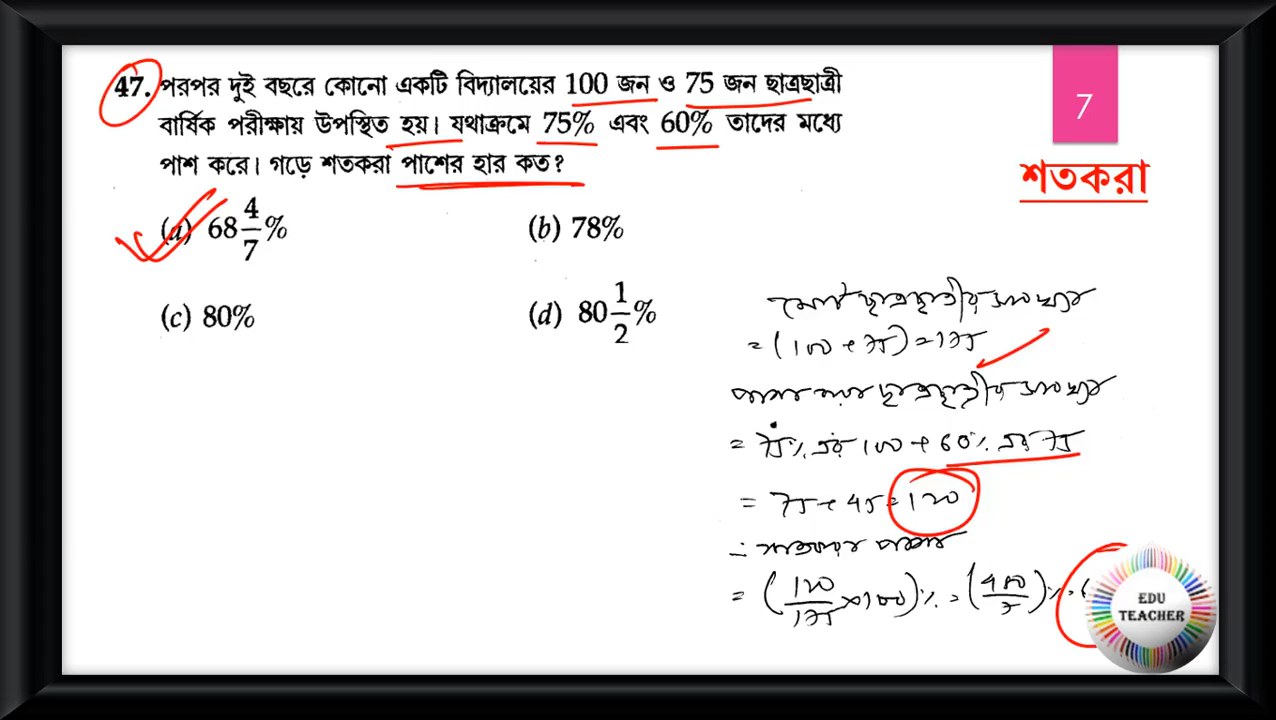 47. পরপর দুই বছরে কোনো একটি বিদ্যালয়ের 100 জন ও 75 জন ছাত্রছাত্রী
বার্ষিক পরীক্ষায় উপস্থিত হয়। যথাক্রমে 75% এবং 60% তাদের মধ্যে
পাশ করে। গড়ে শতকরা পাশের হার কত?
(a) 68 4/7 %
(b) 78%
(c) 80%
(d) 80 1/2 %
7
শতকরা
মোট ছাত্রছাত্রীর সংখ্যা
= (100 + 75) = 175
পাশ করা ছাত্রছাত্রীর সংখ্যা
= 75% এর 100 + 60% এর 75
= 75 + 45 = 120
= (120/175 × 100)% = (480/7)% =
EDU
TEACHER